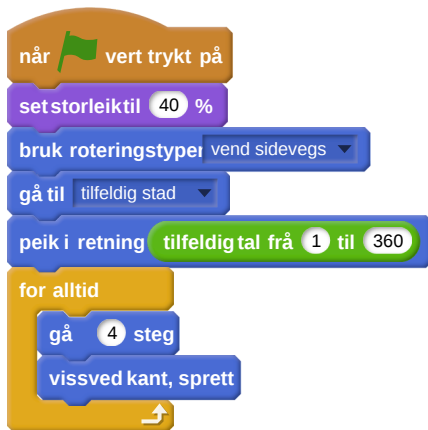 når vert trykt på
set storleik til 40 %
bruk roteringstypen vend sidevegs
gå til tilfeldig stad
peik i retning tilfeldig tal frå 1 til 360
for alltid
gå 4 steg
viss ved kant, sprett